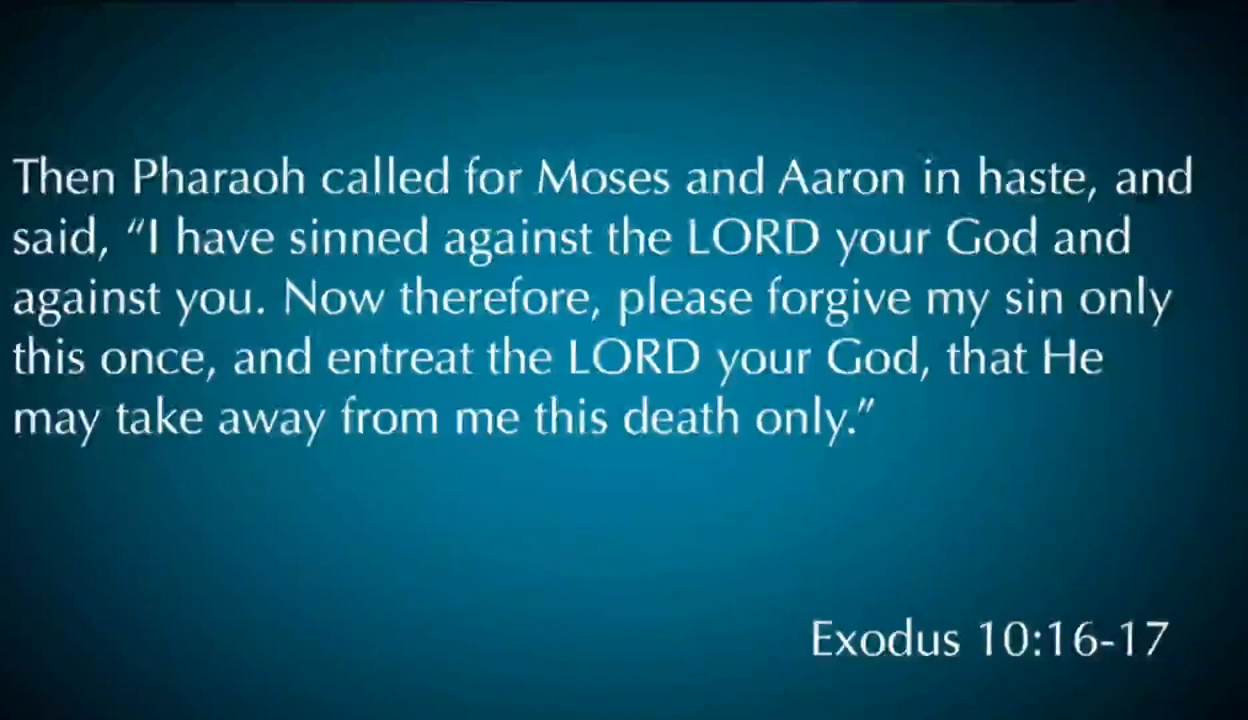 Then Pharaoh called for Moses and Aaron in haste, and
said, “I have sinned against the LORD your God and
against you. Now therefore, please forgive my sin only
this once, and entreat the LORD your God, that He
may take away from me this death only.”
Exodus 10:16-17